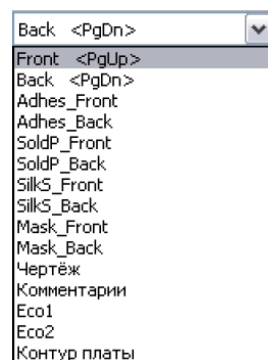 Back <PgDn>
Front <PgUp>
Back <PgDn>
Adhes_Front
Adhes_Back
SoldP_Front
SoldP_Back
SilkS_Front
SilkS_Back
Mask_Front
Mask_Back
Чертёж
Комментарии
Eco1
Eco2
Контур платы